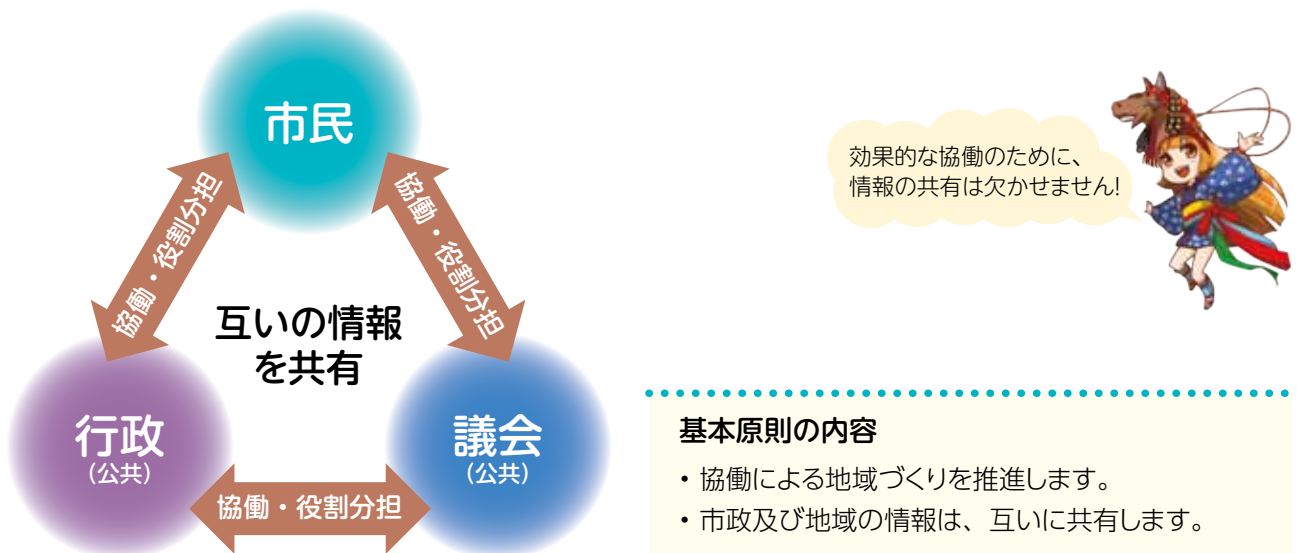 市民
協働・役割分担
協働・役割分担
互いの情報
を共有
行政
(公共)
議会
(公共)
協働・役割分担
効果的な協働のために、
情報の共有は欠かせません!
基本原則の内容
・協働による地域づくりを推進します。
・市政及び地域の情報は、互いに共有します。